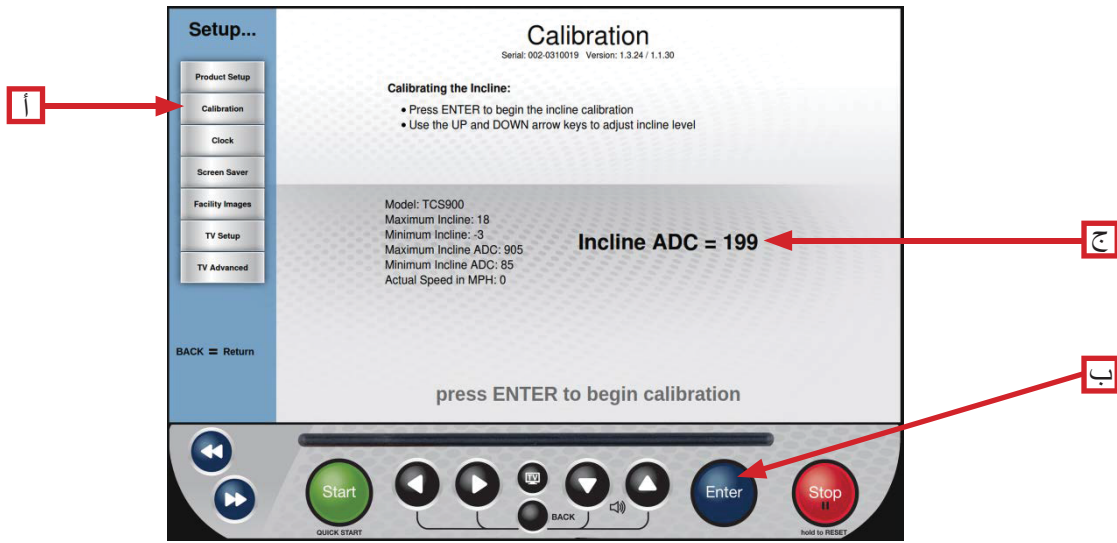 Setup...
Product Setup
Calibration
Clock
Screen Saver
Facility Images
TV Setup
TV Advanced
BACK = Return
Calibration
Serial: 002-0310019 Version: 1.3.24 / 1.1.30
Calibrating the Incline:
• Press ENTER to begin the incline calibration
• Use the UP and DOWN arrow keys to adjust incline level
Model: TCS900
Maximum Incline: 18
Minimum Incline: -3
Maximum Incline ADC: 905
Minimum Incline ADC: 85
Actual Speed in MPH: 0
Incline ADC = 199
press ENTER to begin calibration
أ
ج
ب
Start
QUICK START
TV
BACK
Enter
Stop
hold to RESET